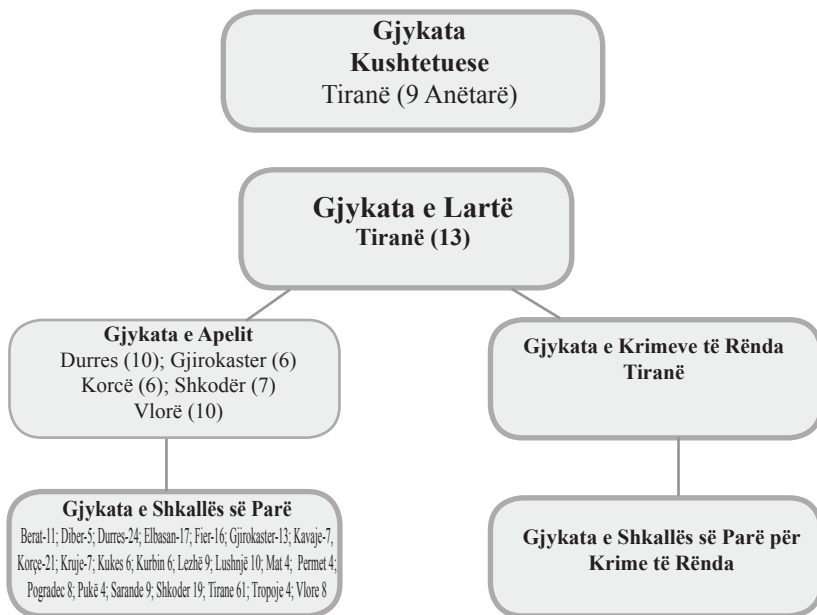 Gjykata
Kushtetuese
Tiranë (9 Anëtarë)
Gjykata e Lartë
Tiranë (13)
Gjykata e Apelit
Durres (10); Gjirokaster (6)
Korcë (6); Shkodër (7)
Vlorë (10)
Gjykata e Krimeve të Rënda
Tiranë
Gjykata e Shkallës së Parë
Berat-11; Diber-5; Durres-24; Elbasan-17; Fier-16; Gjirokaster-13; Kavaje-7,
Korçe-21; Kruje-7; Kukes 6; Kurbin 6; Lezhë 9; Lushnjë 10; Mat 4; Permet 4;
Pogradec 8; Pukë 4; Sarande 9; Shkoder 19; Tirane 61; Tropoje 4; Vlore 8
Gjykata e Shkallës së Parë për
Krime të Rënda